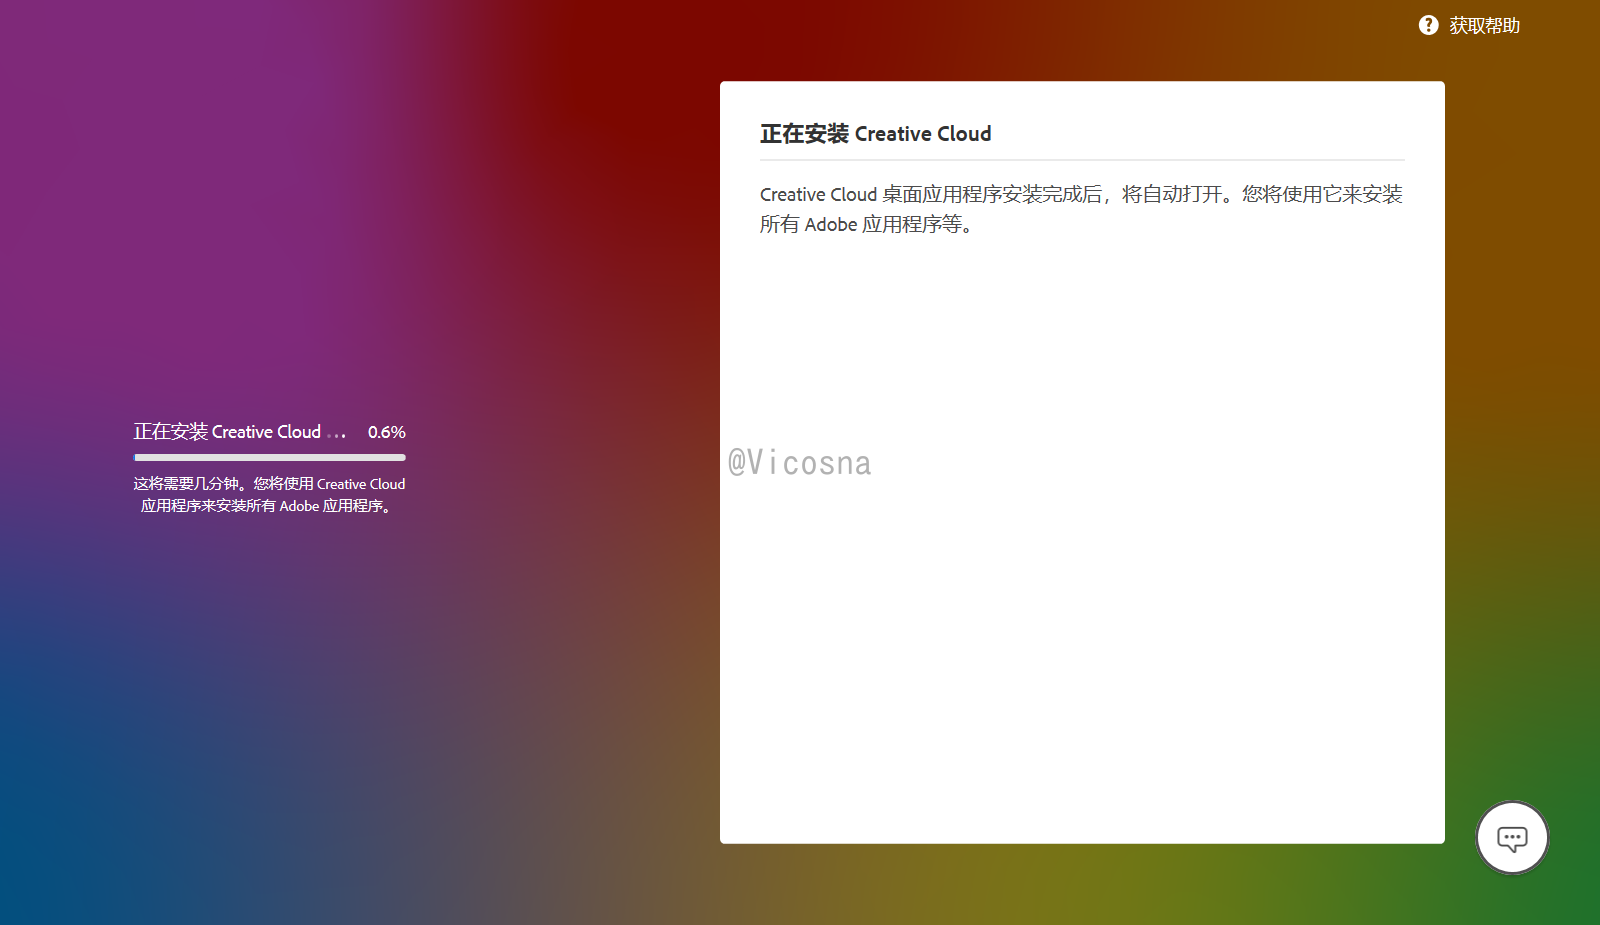 获取帮助
正在安装 Creative Cloud
Creative Cloud 桌面应用程序安装完成后，将自动打开。您将使用它来安装
所有 Adobe 应用程序等。
正在安装 Creative Cloud ... 0.6%
这将需要几分钟。您将使用 Creative Cloud
应用程序来安装所有 Adobe 应用程序。
@Vicosna